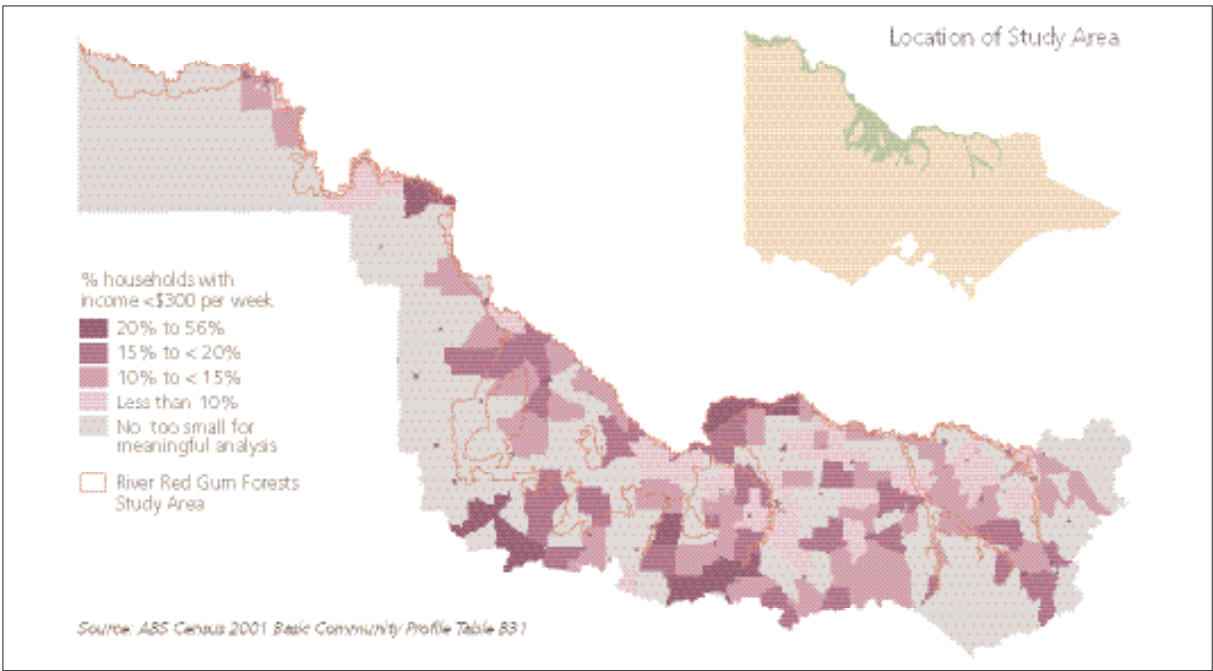 Location of Study Area
% households with
income <$300 per week
20% to 56%
15% to < 20%
10% to < 15%
Less than 10%
No too small for
meaningful analysis
River Red Gum Forests
Study Area
Source: ABS Census 2001 Basic Community Profile Table B31